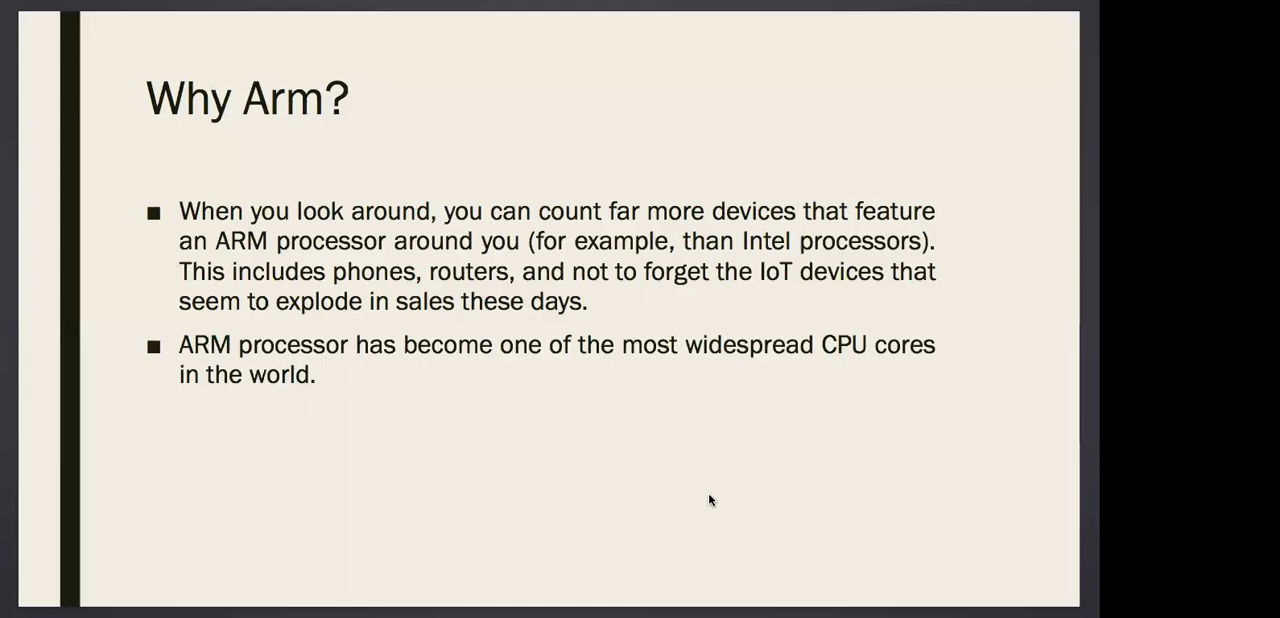 Why Arm?
■ When you look around, you can count far more devices that feature
an ARM processor around you (for example, than Intel processors).
This includes phones, routers, and not to forget the IoT devices that
seem to explode in sales these days.
■ ARM processor has become one of the most widespread CPU cores
in the world.